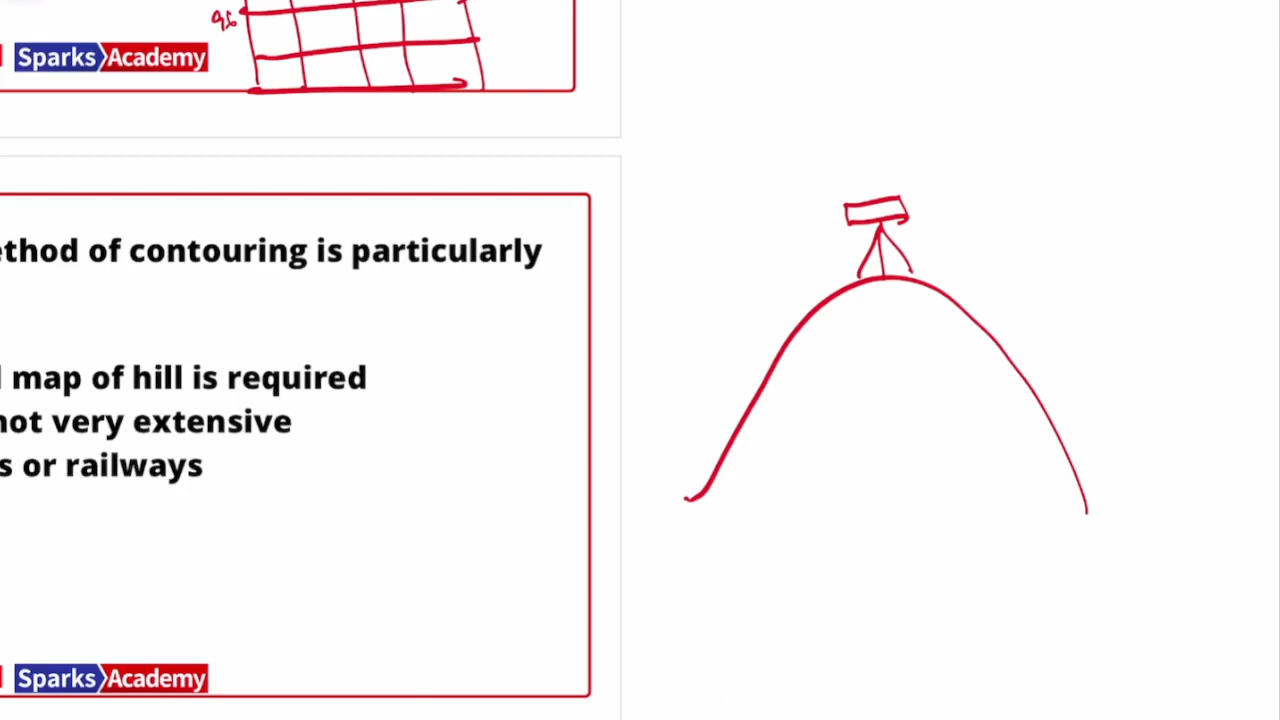 Sparks Academy
ethod of contouring is particularly
map of hill is required
not very extensive
s or railways
Sparks Academy